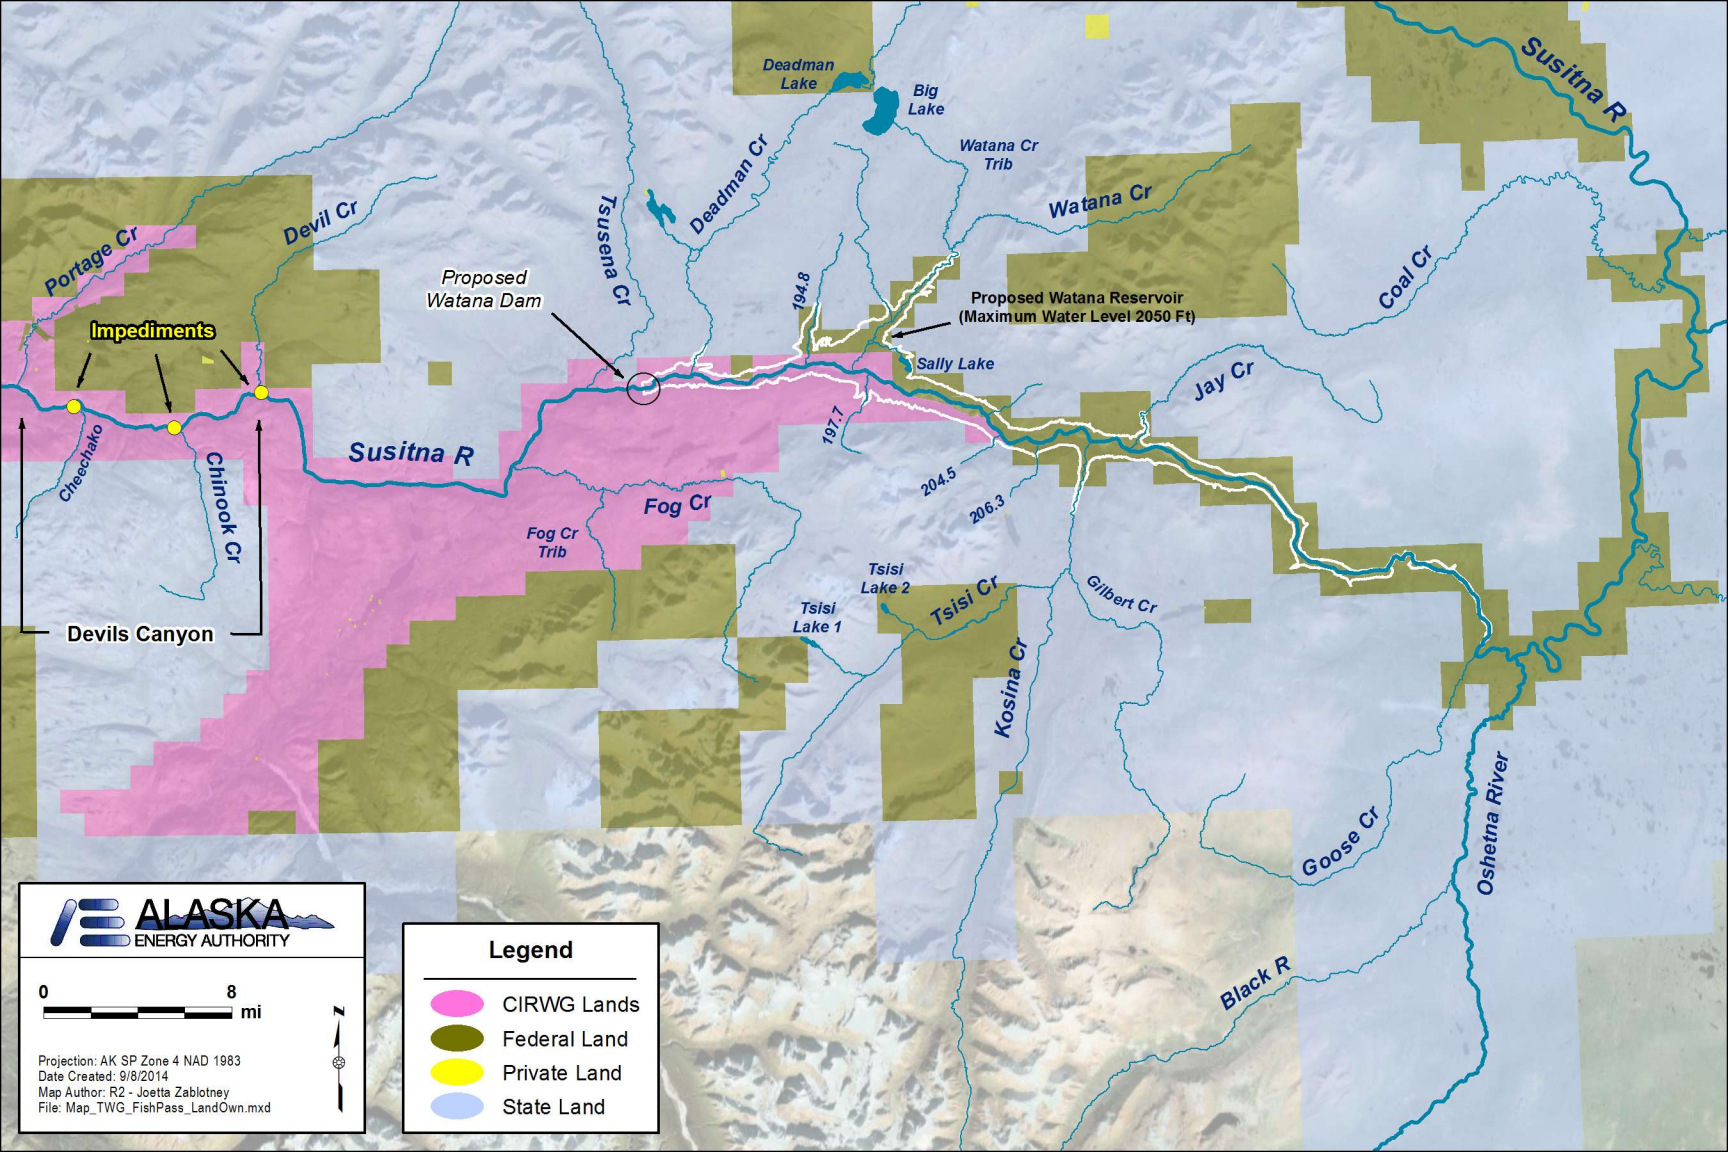 Susitna R
Deadman
Lake
Big
Lake
Watana Cr
Trib
Deadman Cr
Watana Cr
Tsusena Cr
Devil Cr
Portage Cr
Coal Cr
Proposed
Watana Dam
194.8
Proposed Watana Reservoir
(Maximum Water Level 2050 Ft)
Impediments
Sally Lake
Jay Cr
197.7
Susitna R
Cheechako
Chinook Cr
204.5
206.3
Fog Cr
Fog Cr
Trib
Tsisi
Lake 2
Tsisi Cr
Gilbert Cr
Tsisi
Lake 1
Devils Canyon
Kosina Cr
Goose Cr
Oshetna River
Black R
ALASKA
ENERGY AUTHORITY
0 8
mi
N
Projection: AK SP Zone 4 NAD 1983
Date Created: 9/8/2014
Map Author: R2 - Joetta Zablotney
File: Map_TWG_FishPass_LandOwn.mxd
Legend
CIRWG Lands
Federal Land
Private Land
State Land